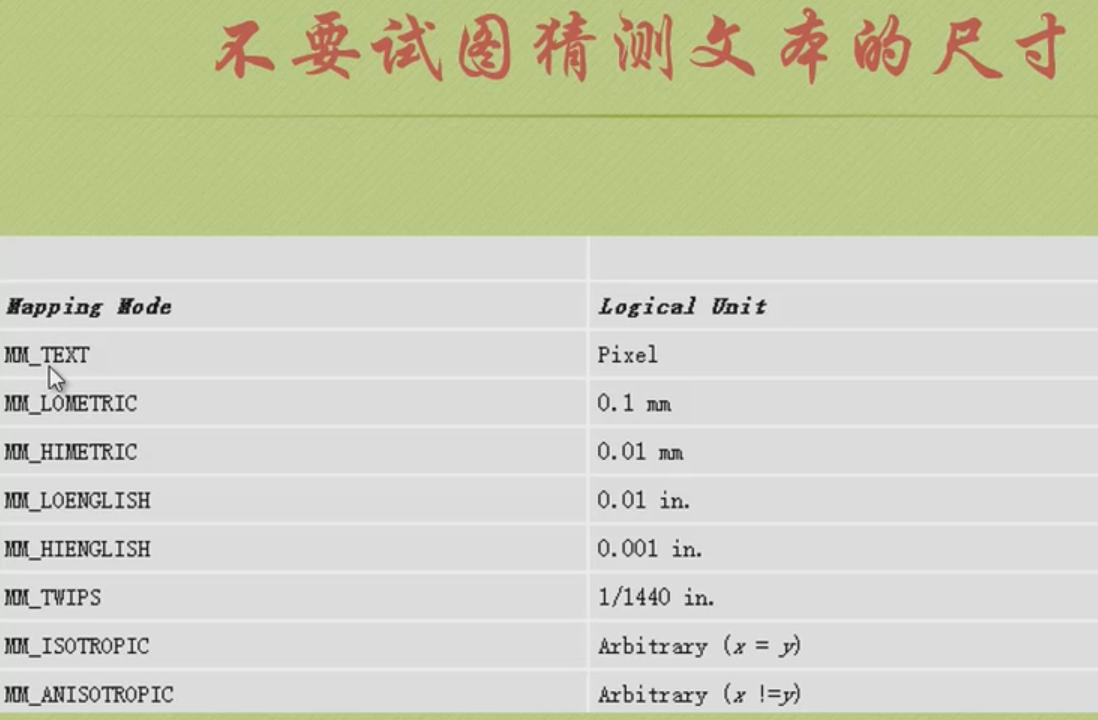 不要试图猜测文本的尺寸
Mapping Mode Logical Unit
MM_TEXT Pixel
MM_LOMETRIC 0.1 mm
MM_HIMETRIC 0.01 mm
MM_LOENGLISH 0.01 in.
MM_HIENGLISH 0.001 in.
MM_TWIPS 1/1440 in.
MM_ISOTROPIC Arbitrary (x = y)
MM_ANISOTROPIC Arbitrary (x !=y)